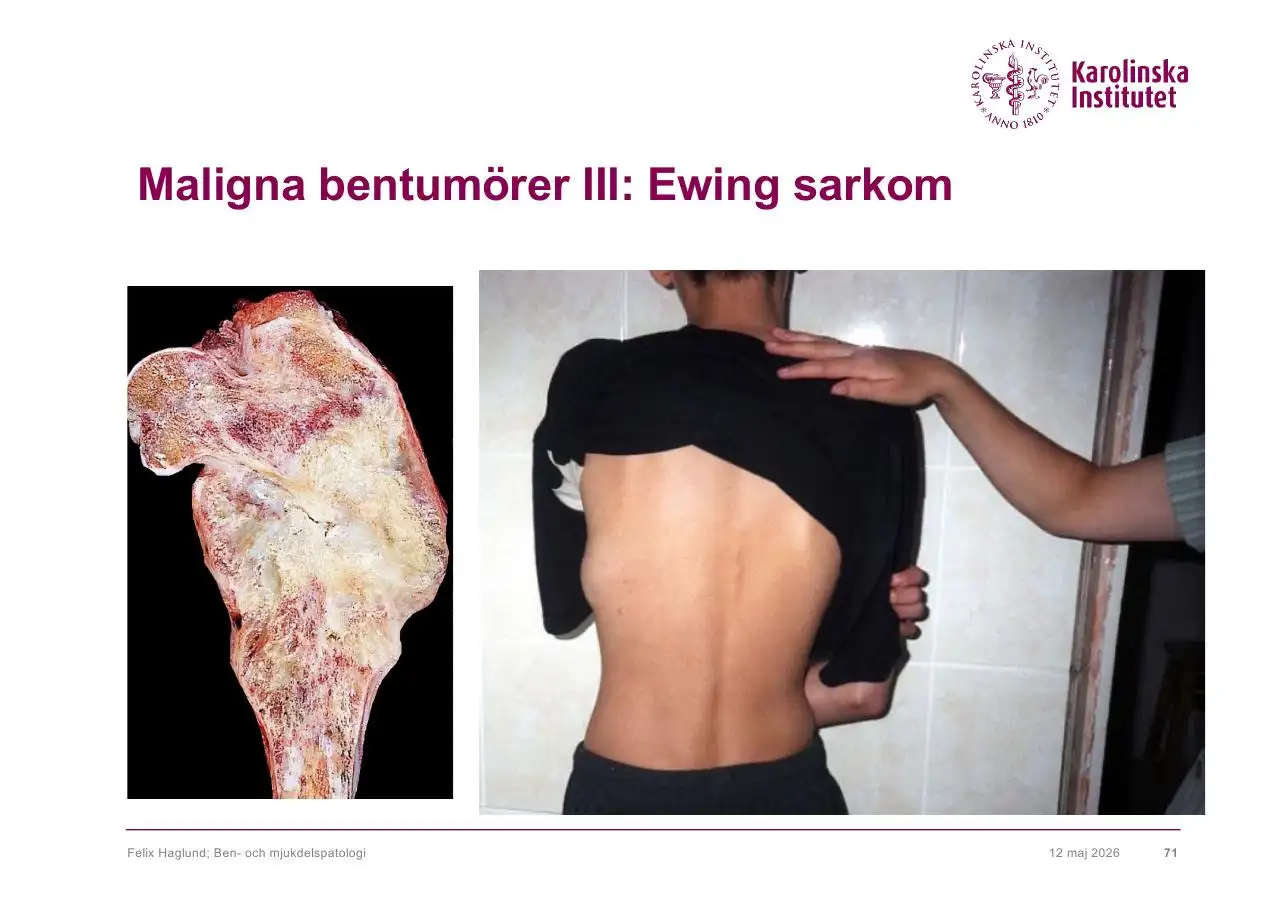 KAROLINSKA INSTITUTET
ANNO 1810
Karolinska
Institutet
Maligna bentumörer III: Ewing sarkom
Felix Haglund; Ben- och mjukdelspatologi
12 maj 2026
71